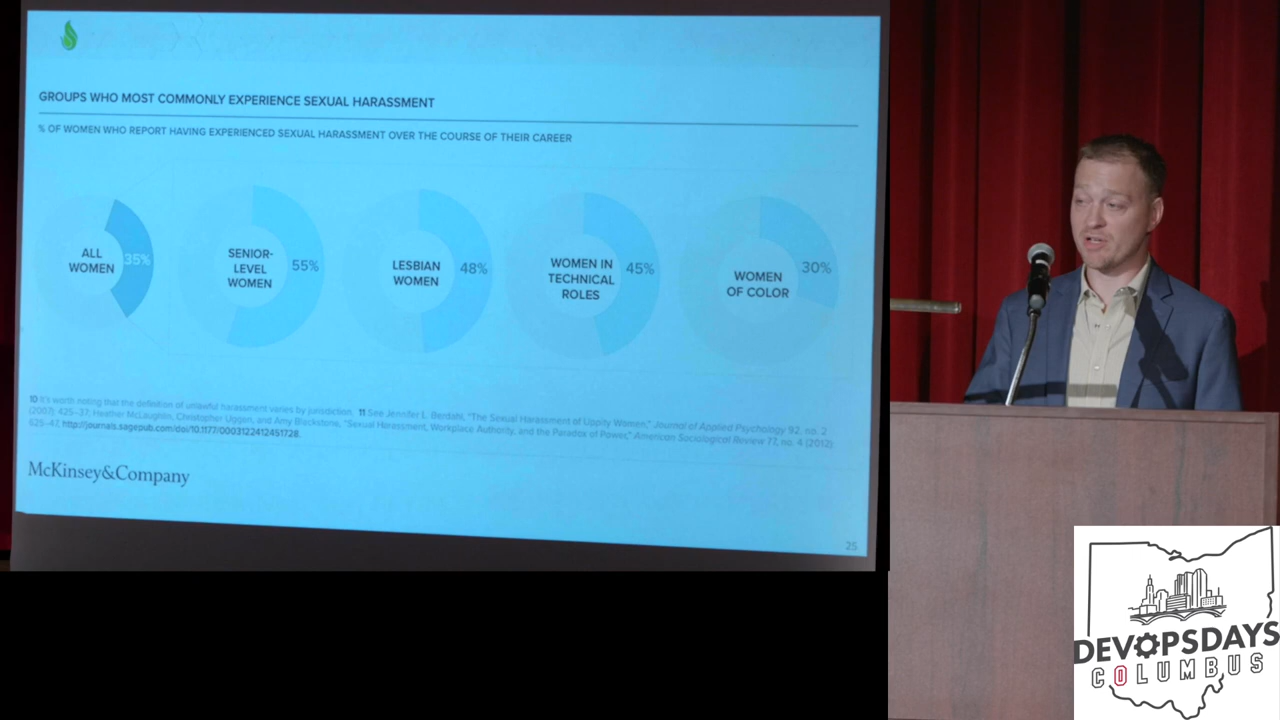 GROUPS WHO MOST COMMONLY EXPERIENCE SEXUAL HARASSMENT
% OF WOMEN WHO REPORT HAVING EXPERIENCED SEXUAL HARASSMENT OVER THE COURSE OF THEIR CAREER
ALL
WOMEN
35%
SENIOR-
LEVEL
WOMEN
55%
LESBIAN
WOMEN
48%
WOMEN IN
TECHNICAL
ROLES
45%
WOMEN
OF COLOR
30%
10 It's worth noting that the definition of unlawful harassment varies by jurisdiction. 11 See Jennifer L. Berdahl, "The Sexual Harassment of Uppity Women," Journal of Applied Psychology 92, no. 2
(2007): 425–37; Heather McLaughlin, Christopher Uggen, and Amy Blackstone, "Sexual Harassment, Workplace Authority, and the Paradox of Power," American Sociological Review 77, no. 4 (2012):
625–47, http://journals.sagepub.com/doi/10.1177/0003122412451728.
McKinsey&Company
25
DEVOPSDAYS
COLUMBUS